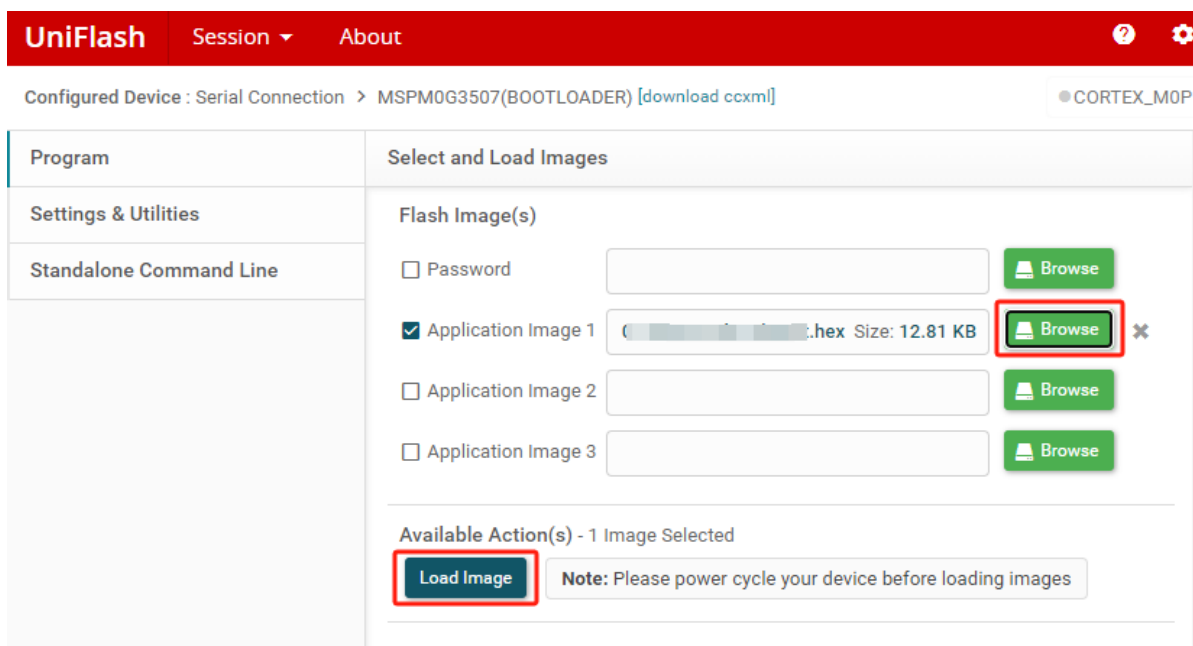 UniFlash Session About
Configured Device : Serial Connection > MSPM0G3507(BOOTLOADER) [download ccxml] CORTEX_M0P
Program
Settings & Utilities
Standalone Command Line
Select and Load Images
Flash Image(s)
Password Browse
Application Image 1 .hex Size: 12.81 KB Browse
Application Image 2 Browse
Application Image 3 Browse
Available Action(s) - 1 Image Selected
Load Image Note: Please power cycle your device before loading images